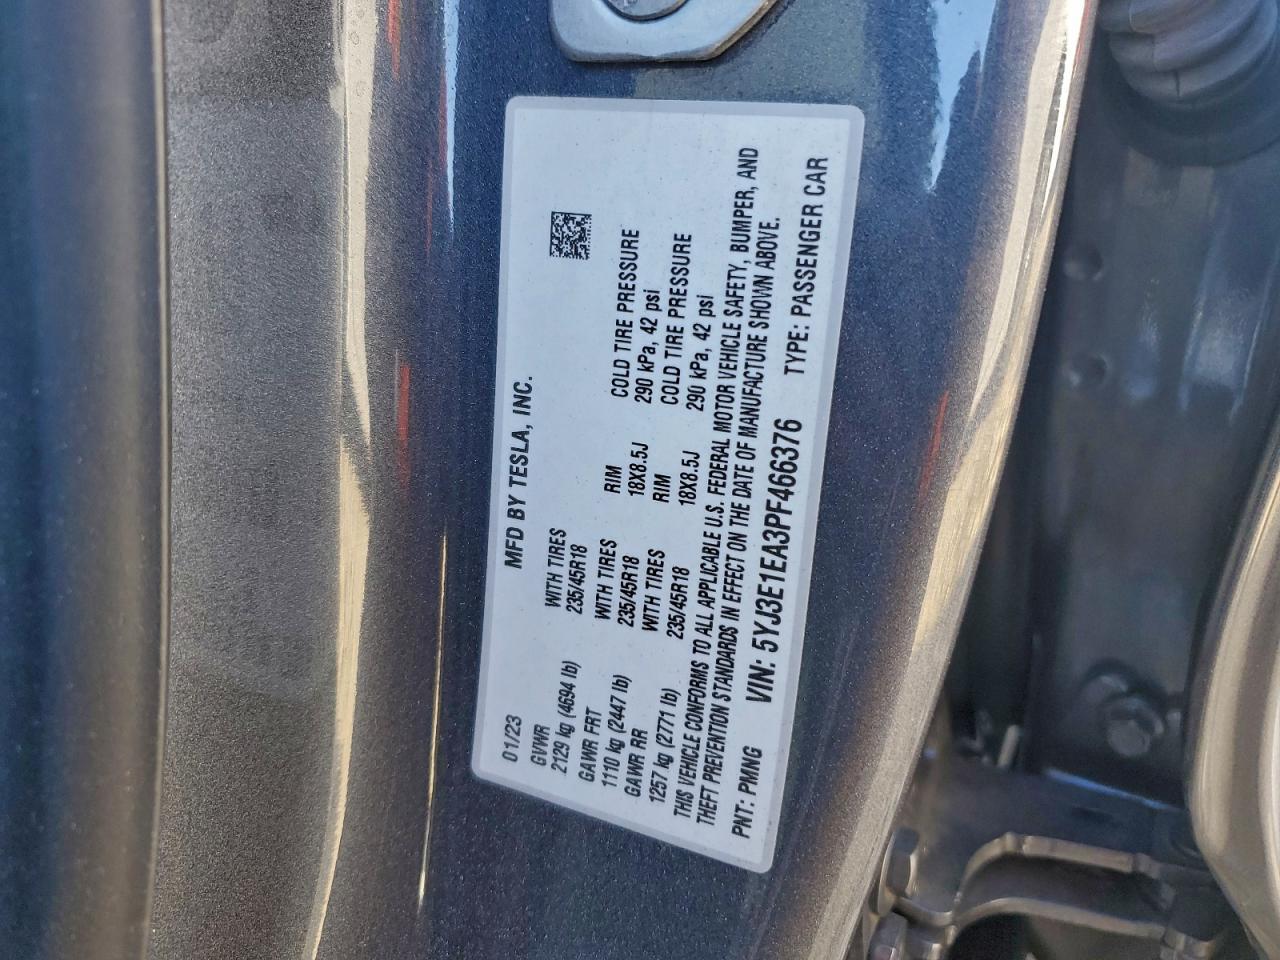 MFD BY TESLA, INC.
01/23
GVWR WITH TIRES
2129 kg (4694 lb) 235/45R18
GAWR FRT WITH TIRES RIM COLD TIRE PRESSURE
1110 kg (2447 lb) 235/45R18 18X8.5J 290 kPa, 42 psi
GAWR RR WITH TIRES RIM COLD TIRE PRESSURE
1257 kg (2771 lb) 235/45R18 18X8.5J 290 kPa, 42 psi
THIS VEHICLE CONFORMS TO ALL APPLICABLE U.S. FEDERAL MOTOR VEHICLE SAFETY, BUMPER, AND
THEFT PREVENTION STANDARDS IN EFFECT ON THE DATE OF MANUFACTURE SHOWN ABOVE.
PNT: PMNG VIN: 5YJ3E1EA3PF466376 TYPE: PASSENGER CAR